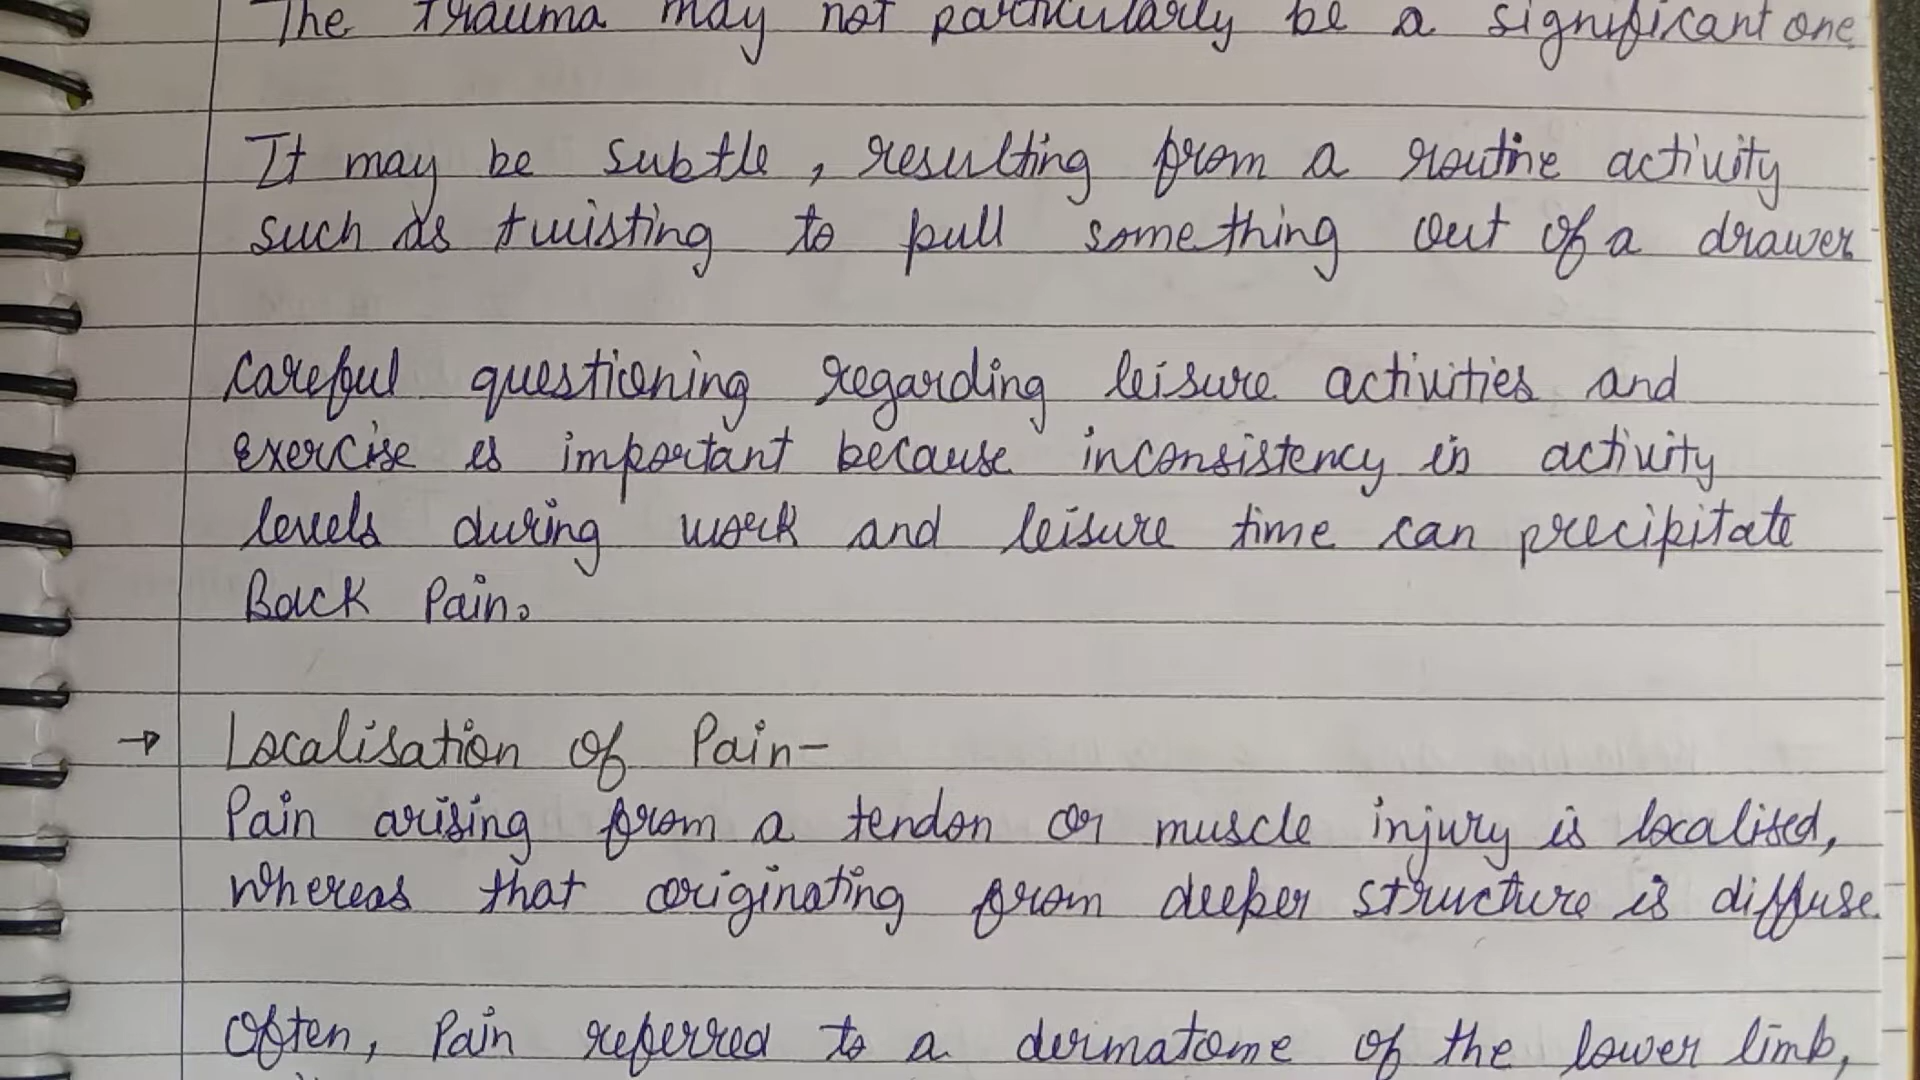 The trauma may not particularly be a significant one
It may be subtle, resulting from a routine activity
such as twisting to pull something out of a drawer
careful questioning regarding leisure activities and
exercise is important because inconsistency in activity
levels during work and leisure time can precipitate
Back Pain.
→ Localisation of Pain-
Pain arising from a tendon or muscle injury is localised,
whereas that originating from deeper structure is diffuse.
Often, Pain referred to a dermatome of the lower limb,